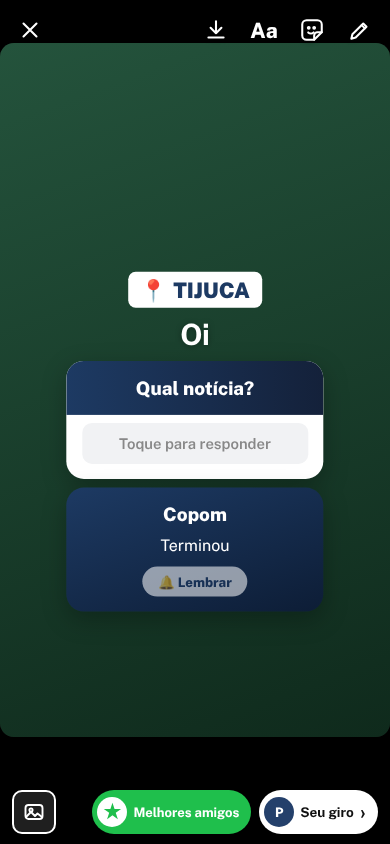 Aa
📍 TIJUCA
Oi
Qual notícia?
Toque para responder
Copom
Terminou
🔔 Lembrar
Melhores amigos
P Seu giro ›